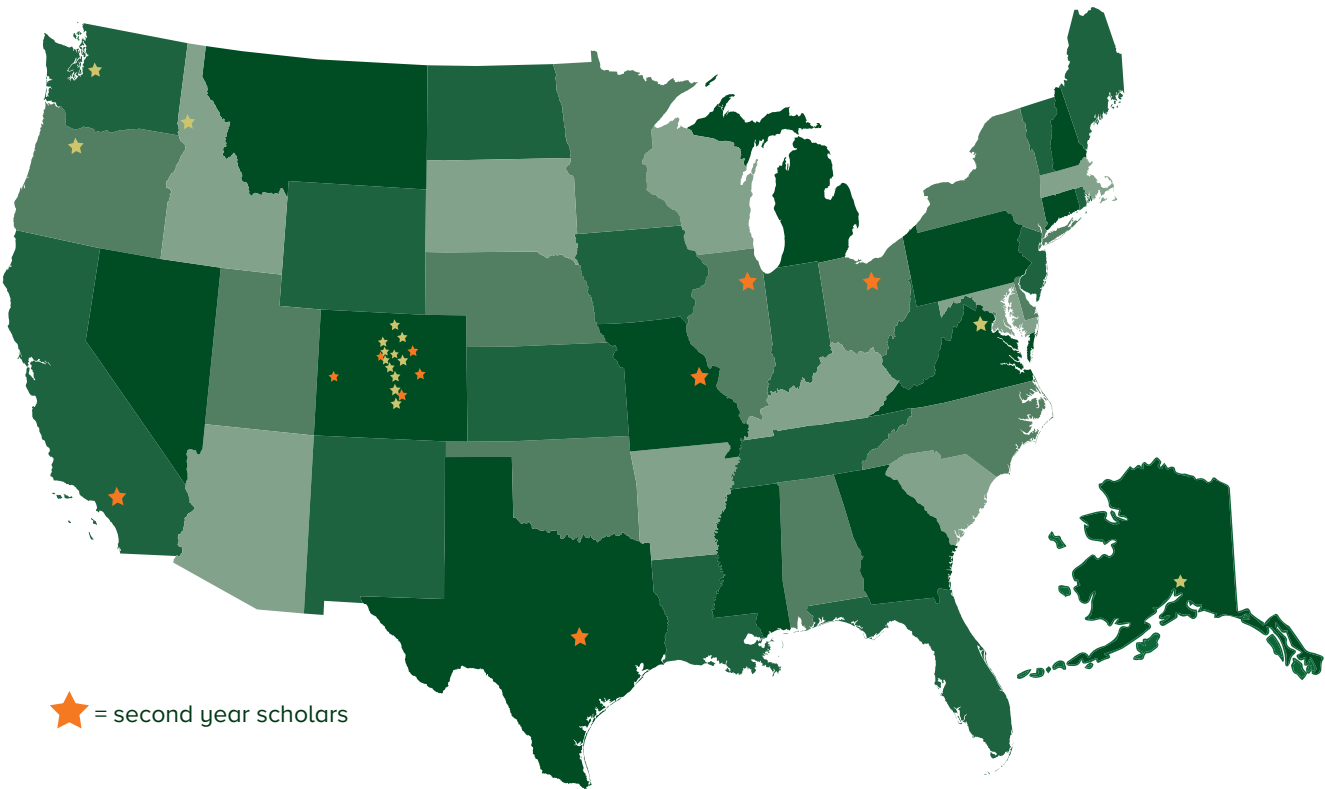 = second year scholars